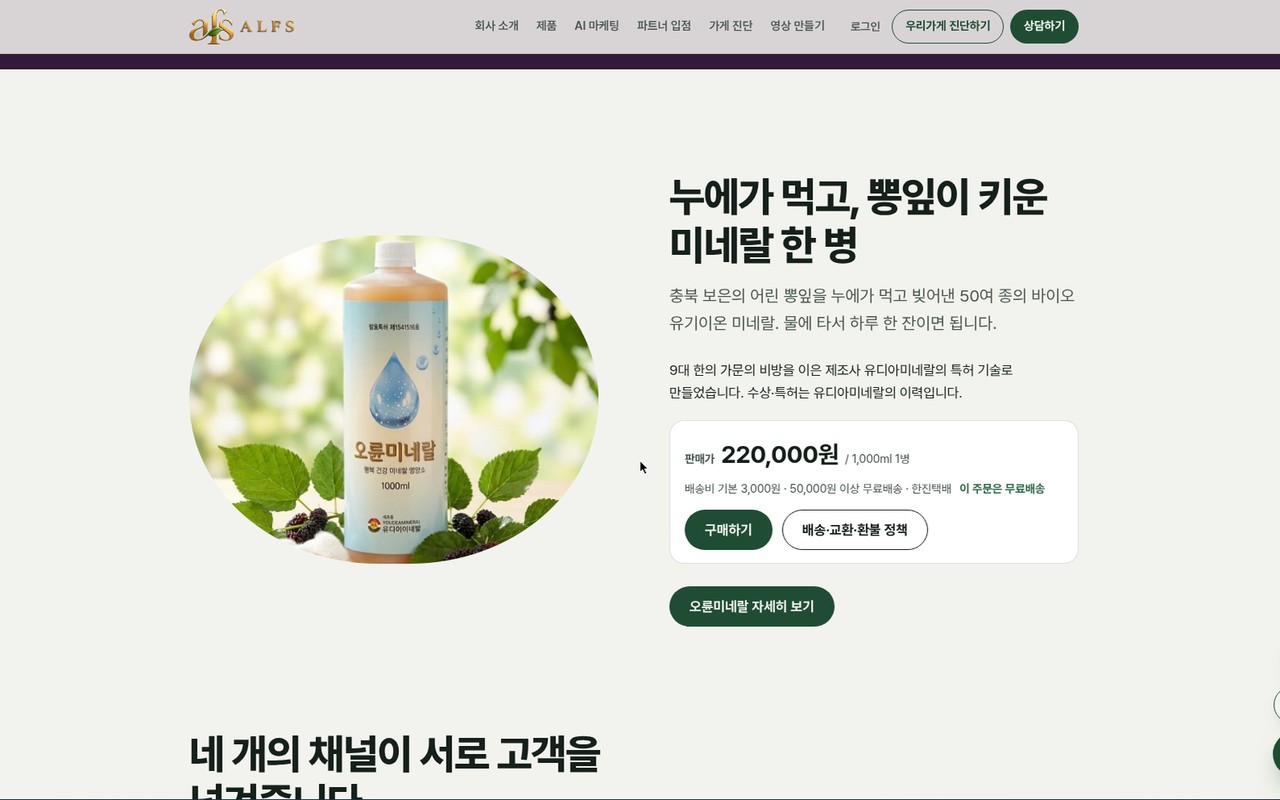 afs ALFS
회사 소개 제품 AI 마케팅 파트너 입점 가게 진단 영상 만들기 로그인 우리가게 진단하기 상담하기
누에가 먹고, 뽕잎이 키운
미네랄 한 병
충북 보은의 어린 뽕잎을 누에가 먹고 빚어낸 50여 종의 바이오
유기이온 미네랄. 물에 타서 하루 한 잔이면 됩니다.
9대 한의 가문의 비방을 이은 제조사 유디아미네랄의 특허 기술로
만들었습니다. 수상·특허는 유디아미네랄의 이력입니다.
판매가 220,000원 / 1,000ml 1병
배송비 기본 3,000원 · 50,000원 이상 무료배송 · 한진택배 이 주문은 무료배송
구매하기 배송·교환·환불 정책
오륜미네랄 자세히 보기
오륜미네랄
1000ml
YOUDEAMINERAL
네 개의 채널이 서로 고객을